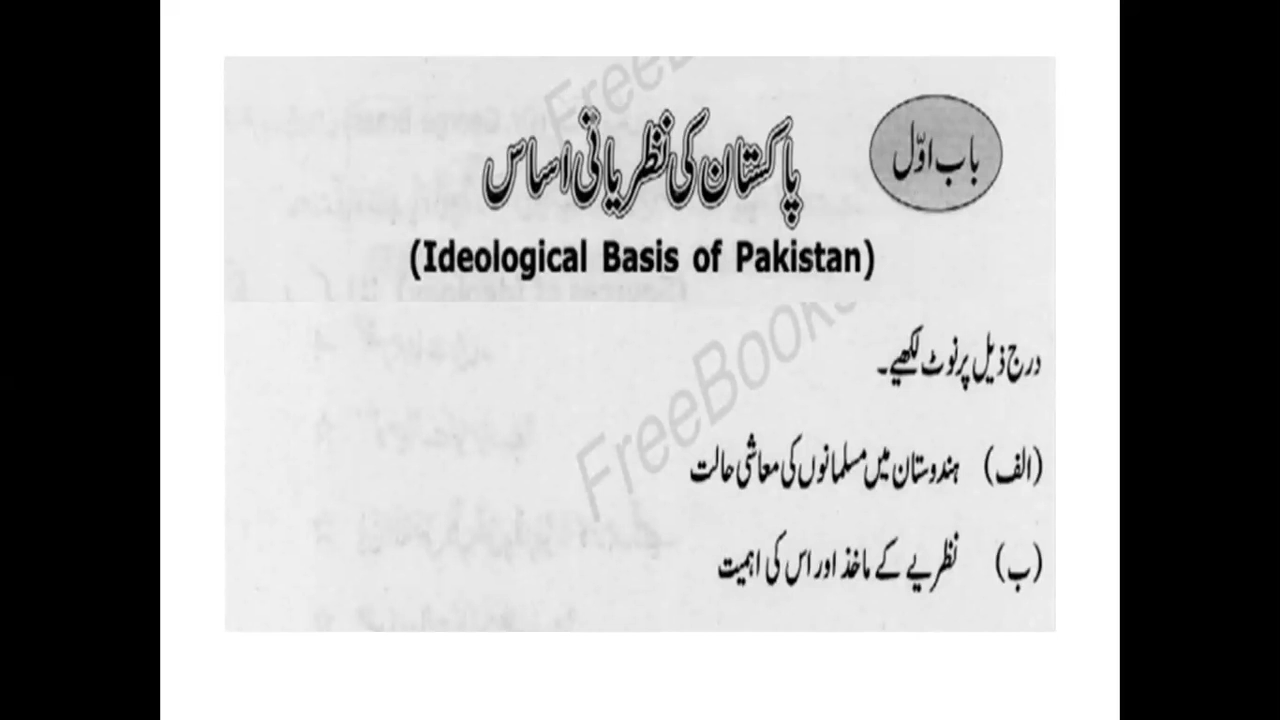 باب اوّل
پاکستان کی نظریاتی اساس
(Ideological Basis of Pakistan)
درج ذیل پر نوٹ لکھیے۔
(الف) ہندوستان میں مسلمانوں کی معاشی حالت
(ب) نظریے کے ماخذ اور اس کی اہمیت
FreeBooks